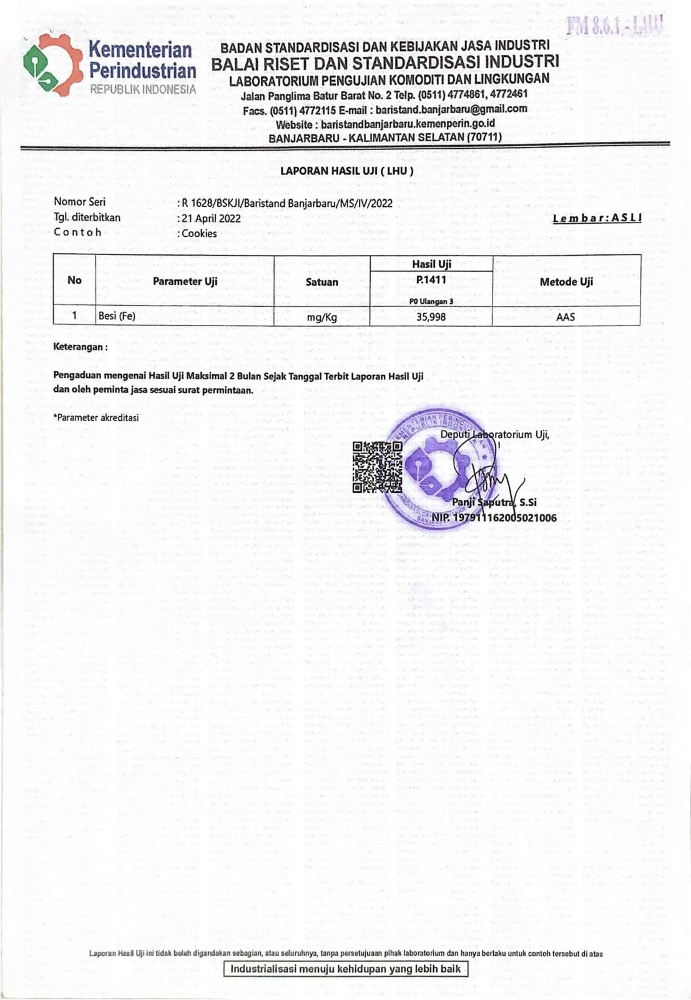 FM 8.6.1.- LHU
Kementerian
Perindustrian
REPUBLIK INDONESIA
BADAN STANDARDISASI DAN KEBIJAKAN JASA INDUSTRI
BALAI RISET DAN STANDARDISASI INDUSTRI
LABORATORIUM PENGUJIAN KOMODITI DAN LINGKUNGAN
Jalan Panglima Batur Barat No. 2 Telp. (0511) 4774861, 4772461
Facs. (0511) 4772115 E-mail : baristand.banjarbaru@gmail.com
Website : baristandbanjarbaru.kemenperin.go.id
BANJARBARU - KALIMANTAN SELATAN (70711)
LAPORAN HASIL UJI ( LHU )
Nomor Seri : R 1628/BSKJI/Baristand Banjarbaru/MS/IV/2022
Tgl. diterbitkan : 21 April 2022
Lembar: ASLI
Contoh : Cookies
No Parameter Uji Satuan Hasil Uji Metode Uji
P.1411
P0 Ulangan 3
1 Besi (Fe) mg/Kg 35,998 AAS
Keterangan :
Pengaduan mengenai Hasil Uji Maksimal 2 Bulan Sejak Tanggal Terbit Laporan Hasil Uji
dan oleh peminta jasa sesuai surat permintaan.
*Parameter akreditasi
Deputi Laboratorium Uji,
REPUBLIK INDONESIA
Panji Saputra, S.Si
NIP. 197911162005021006
Laporan Hasil Uji ini tidak boleh digandakan sebagian, atau seluruhnya, tanpa persetujuaan pihak laboratorium dan hanya berlaku untuk contoh tersebut di atas
Industrialisasi menuju kehidupan yang lebih baik